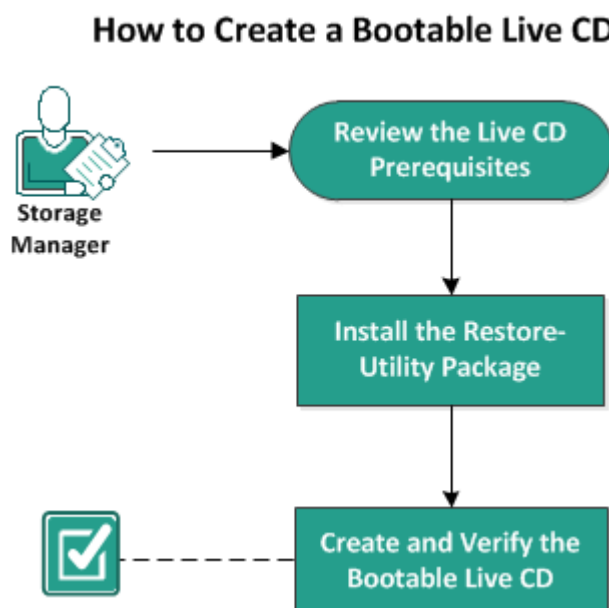 How to Create a Bootable Live CD
Review the Live CD
Prerequisites
Storage
Manager
Install the Restore-
Utility Package
Create and Verify the
Bootable Live CD